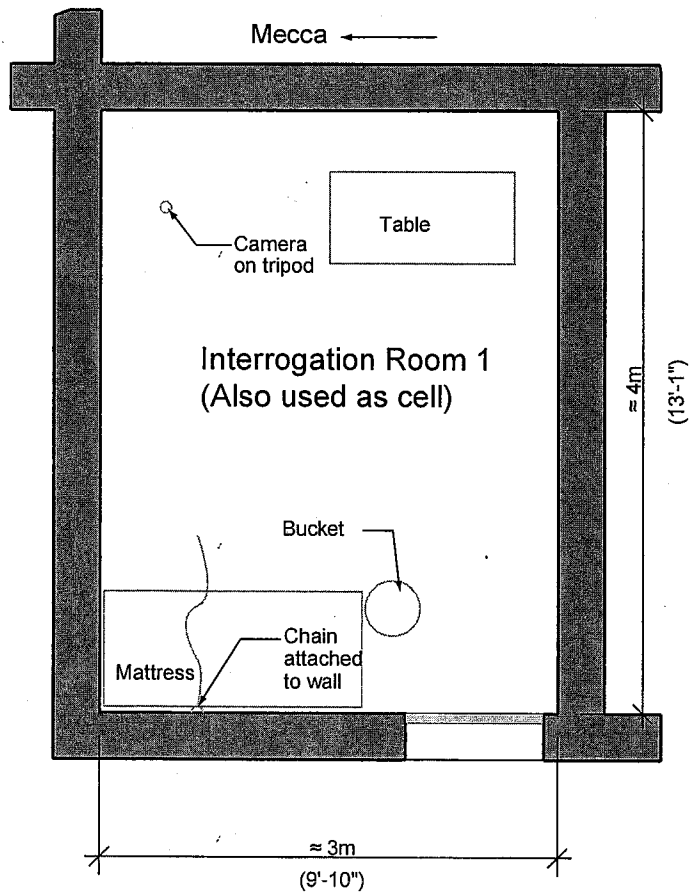 Mecca
Table
Camera
on tripod
Interrogation Room 1
(Also used as cell)
≈ 4m
(13'-1")
Bucket
Chain
attached
to wall
Mattress
≈ 3m
(9'-10")